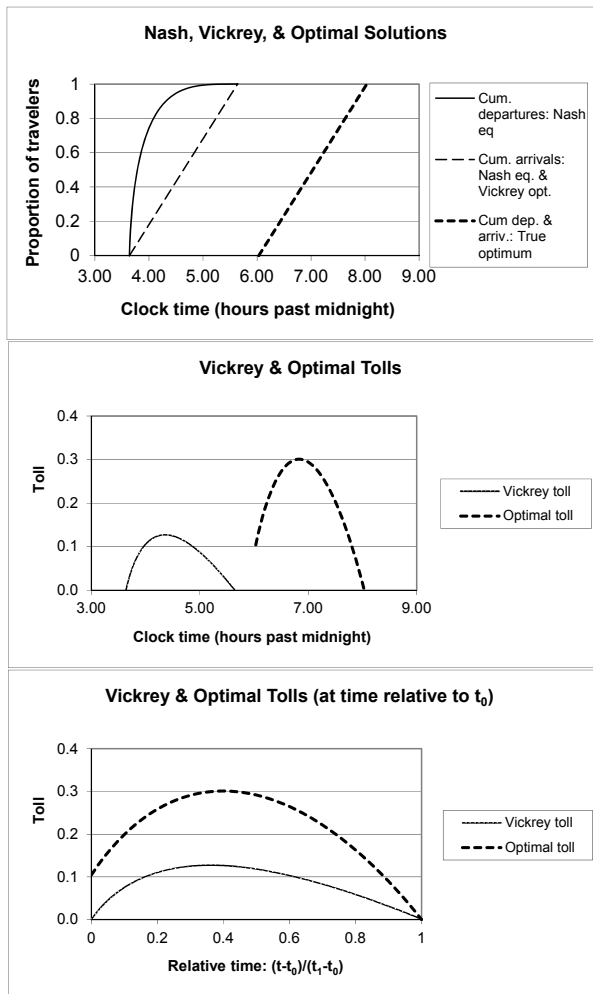 Nash, Vickrey, & Optimal Solutions
Proportion of travelers
1
0.8
0.6
0.4
0.2
0
3.00 4.00 5.00 6.00 7.00 8.00 9.00
Clock time (hours past midnight)
Cum.
departures: Nash
eq
Cum. arrivals:
Nash eq. &
Vickrey opt.
Cum dep. &
arriv.: True
optimum
Vickrey & Optimal Tolls
Toll
0.4
0.3
0.2
0.1
0.0
3.00 5.00 7.00 9.00
Clock time (hours past midnight)
Vickrey toll
Optimal toll
Vickrey & Optimal Tolls (at time relative to t₀)
Toll
0.4
0.3
0.2
0.1
0.0
0 0.2 0.4 0.6 0.8 1
Relative time: (t-t₀)/(t₁-t₀)
Vickrey toll
Optimal toll